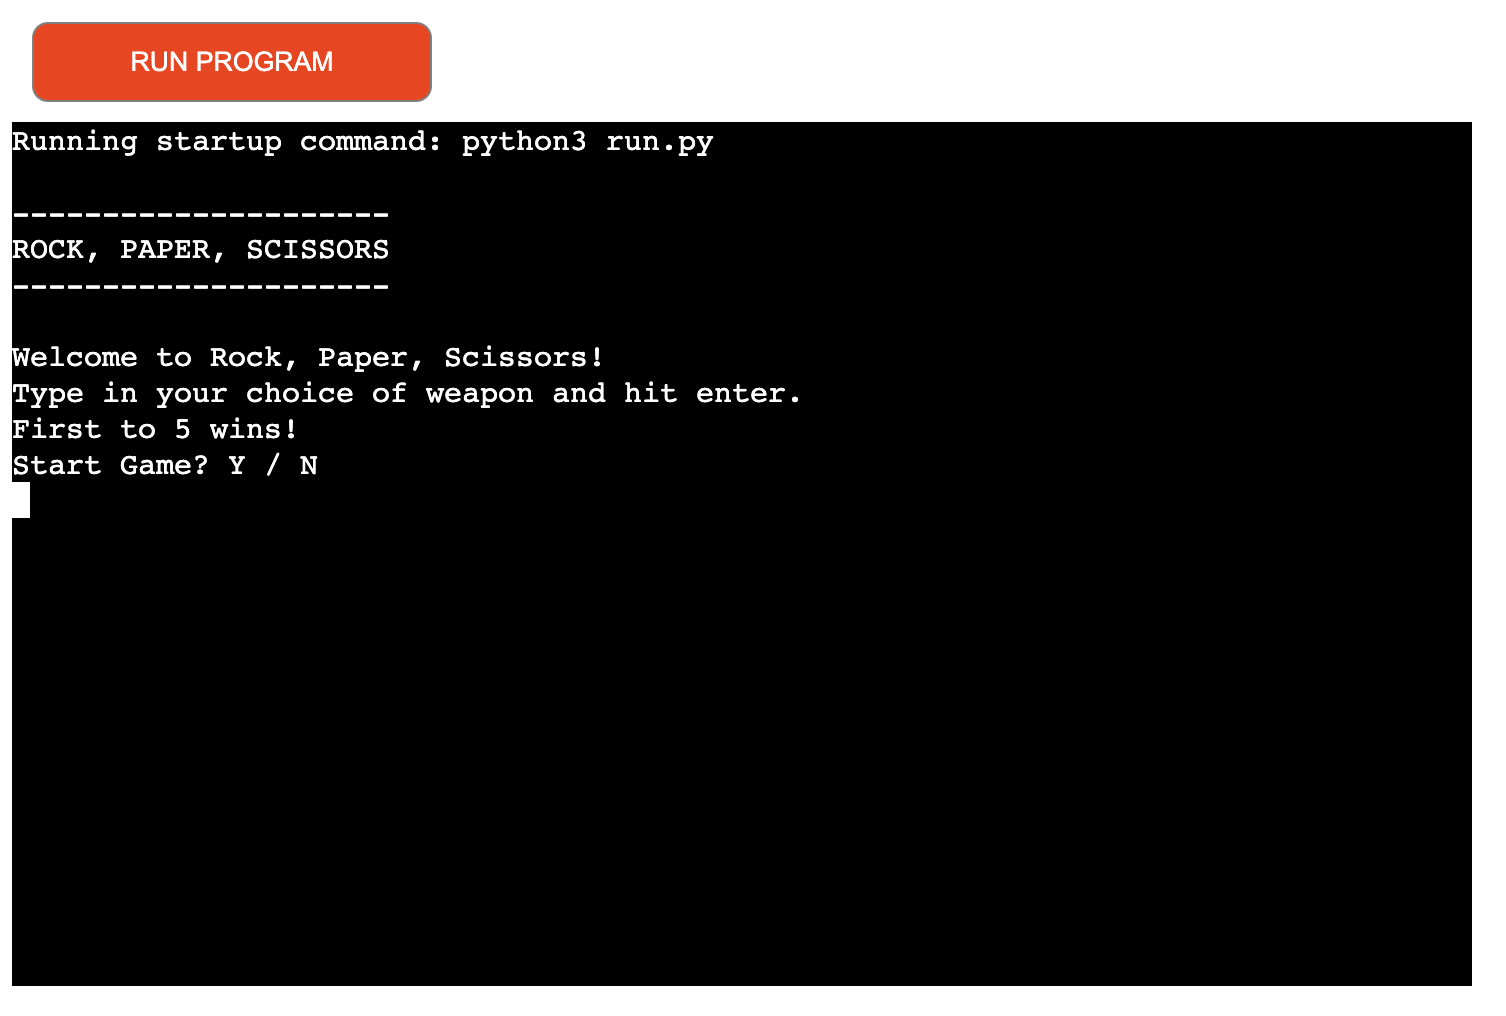 RUN PROGRAM
Running startup command: python3 run.py
---------------------
ROCK, PAPER, SCISSORS
---------------------
Welcome to Rock, Paper, Scissors!
Type in your choice of weapon and hit enter.
First to 5 wins!
Start Game? Y / N